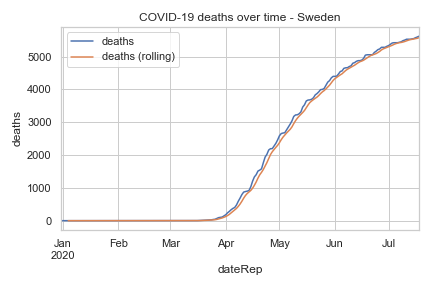 COVID-19 deaths over time - Sweden
deaths
deaths (rolling)
deaths
5000
4000
3000
2000
1000
0
Jan Feb Mar Apr May Jun Jul
2020
dateRep